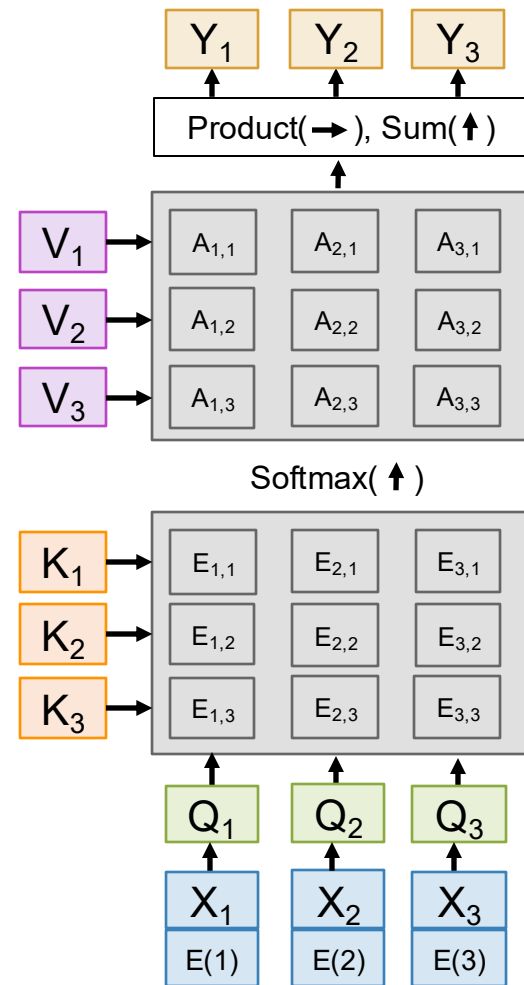 Y₁ Y₂ Y₃
Product(→), Sum(↑)
V₁ A₁,₁ A₂,₁ A₃,₁
V₂ A₁,₂ A₂,₂ A₃,₂
V₃ A₁,₃ A₂,₃ A₃,₃
Softmax(↑)
K₁ E₁,₁ E₂,₁ E₃,₁
K₂ E₁,₂ E₂,₂ E₃,₂
K₃ E₁,₃ E₂,₃ E₃,₃
Q₁ Q₂ Q₃
X₁ X₂ X₃
E(1) E(2) E(3)